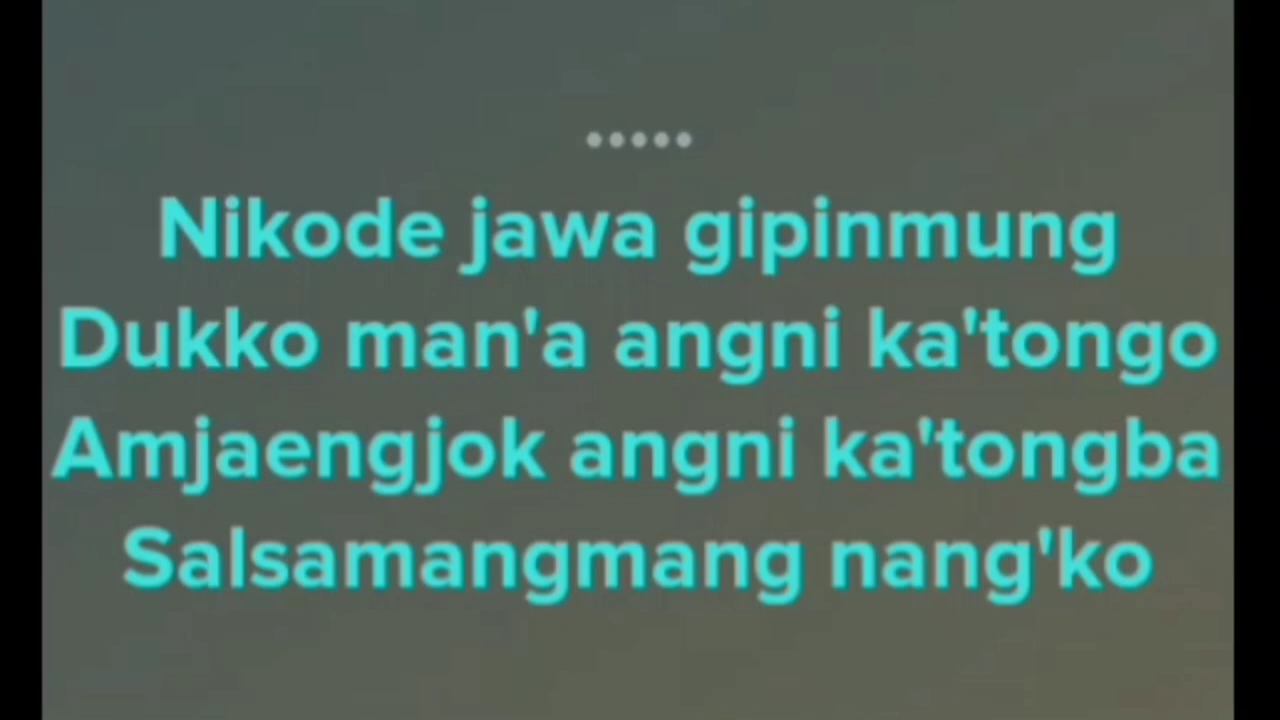 Nikode jawa gipinmung
Dukko man'a angni ka'tongo
Amjaengjok angni ka'tongba
Salsamangmang nang'ko